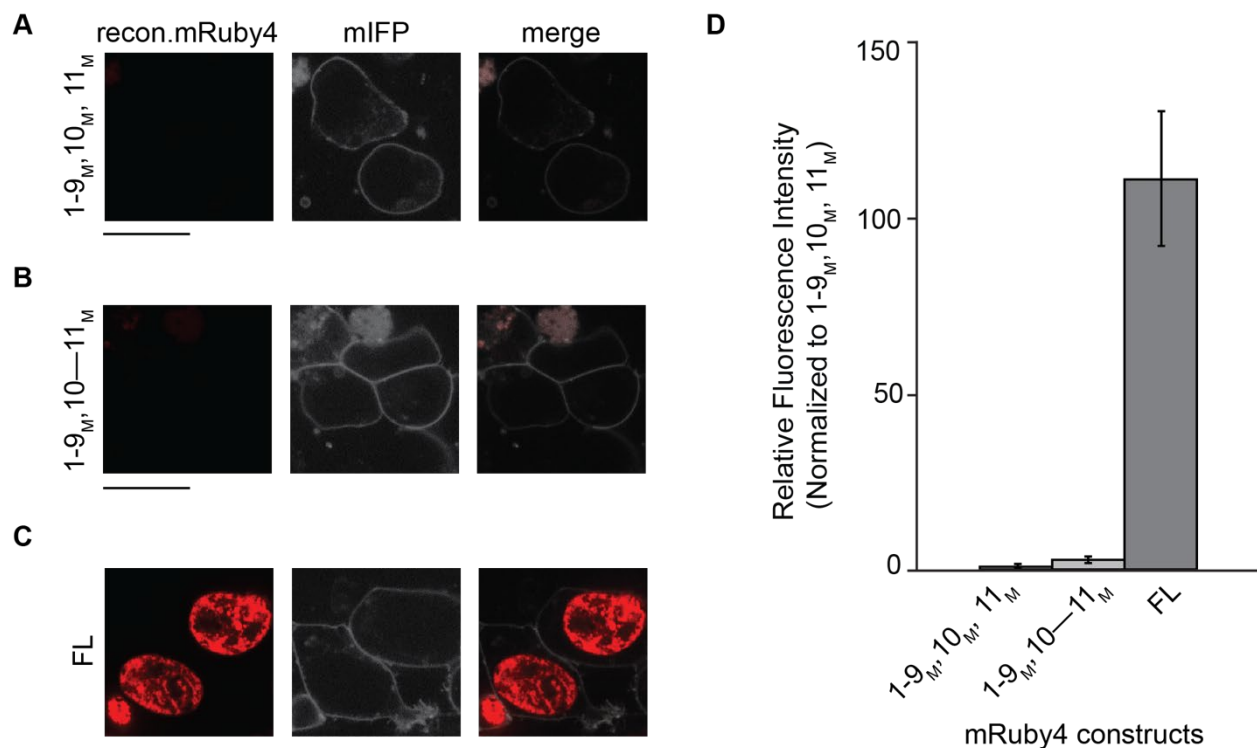 A
recon.mRuby4 mIFP merge
1-9M, 10M, 11M
B
1-9M, 10—11M
C
FL
D
Relative Fluorescence Intensity
(Normalized to 1-9M, 10M, 11M)
150
100
50
0
1-9M, 10M, 11M
1-9M, 10—11M
FL
mRuby4 constructs